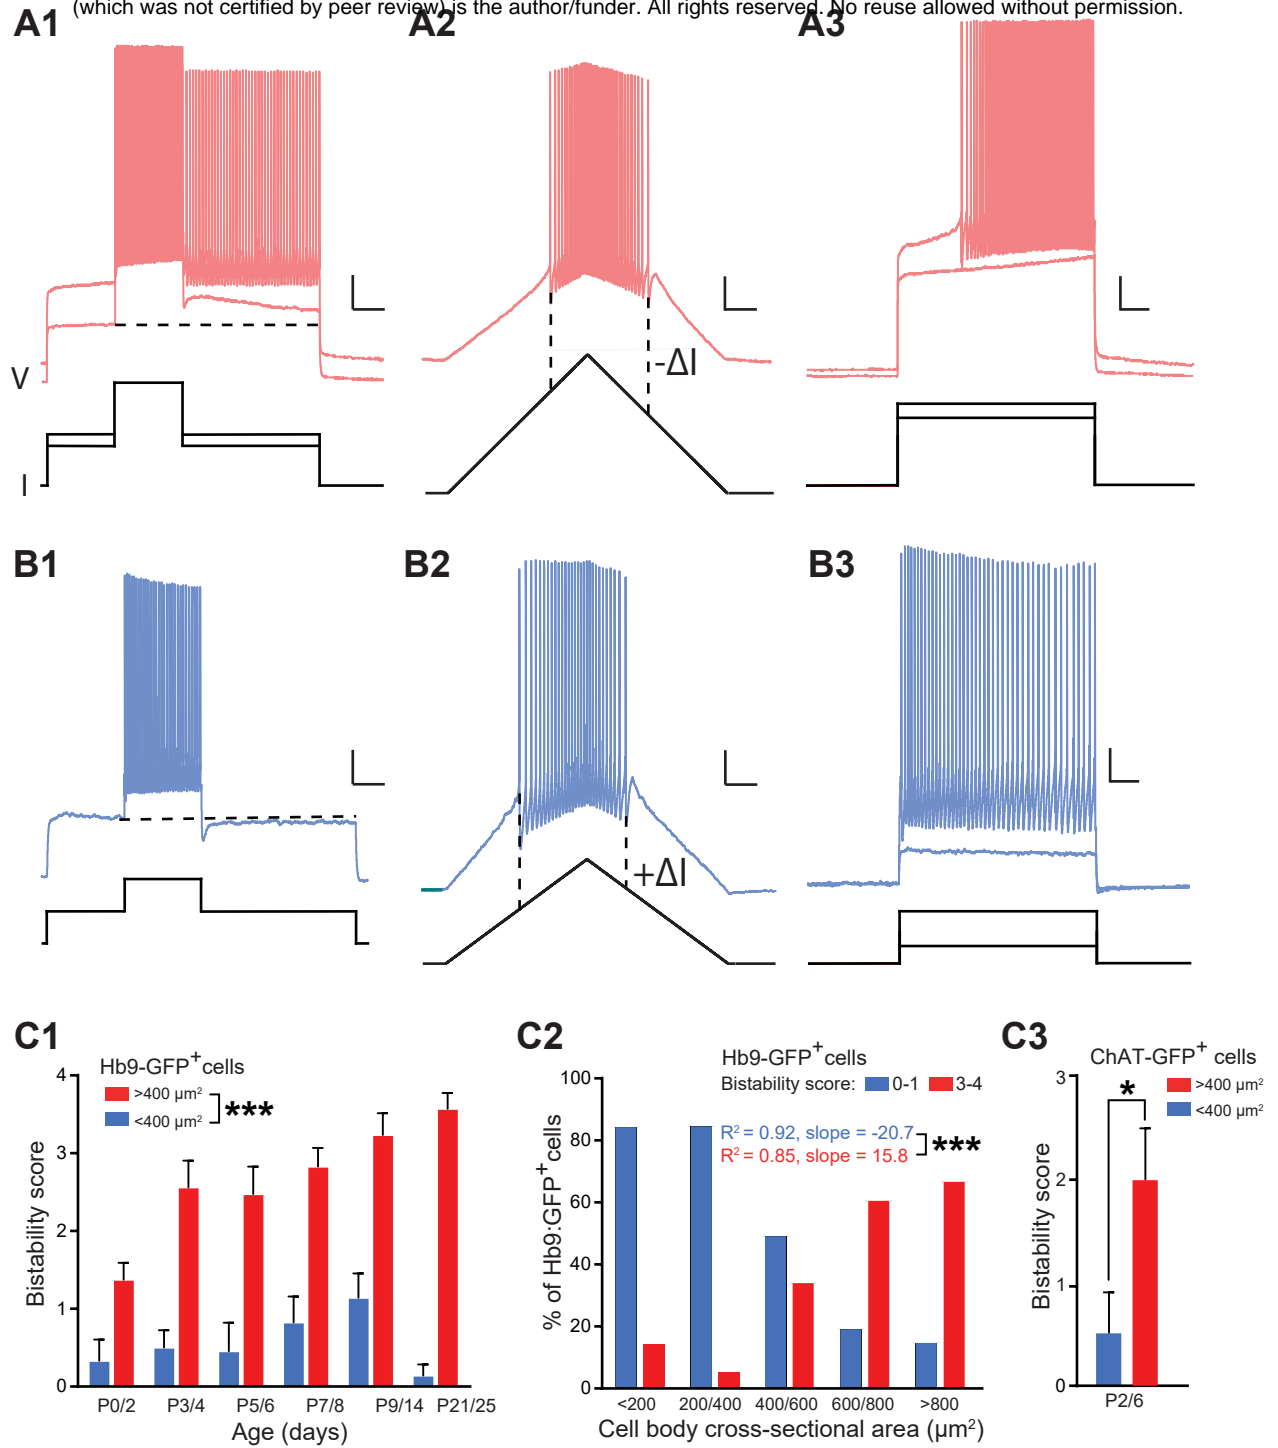 (which was not certified by peer review) is the author/funder. All rights reserved. No reuse allowed without permission.
A1 A2 A3
V
-ΔI
I
B1 B2 B3
+ΔI
C1
Hb9-GFP+cells
>400 µm²
<400 µm²
***
Bistability score
4
3
2
1
0
P0/2 P3/4 P5/6 P7/8 P9/14 P21/25
Age (days)
C2
Hb9-GFP+cells
Bistability score: 0-1 3-4
R² = 0.92, slope = -20.7
R² = 0.85, slope = 15.8
***
% of Hb9:GFP+cells
100
80
60
40
20
0
<200 200/400 400/600 600/800 >800
Cell body cross-sectional area (µm²)
C3
ChAT-GFP+ cells
>400 µm²
<400 µm²
*
Bistability score
3
2
1
0
P2/6